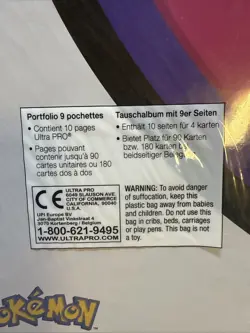 Portfolio 9 pochettes
• Contient 10 pages
Ultra PRO®
• Pages pouvant
contenir jusqu'à 90
cartes unitaires ou 180
cartes dos à dos
Tauschalbum mit 9er Seiten
• Enthält 10 seiten für 4 karten
• Bietet Platz für 90 Karten
bzw. 180 karten b
beidseitiger Being
CE
ULTRA PRO
6049 SLAUSON AVE.
CITY OF COMMERCE
CALIFORNIA, 90040
U.S.A.
UPI Europe BV
Jan-Baptist Vinkstraat 4
3070 Kortenberg / Belgium
1-800-621-9495
WWW.ULTRAPRO.COM
WARNING: To avoid danger
of suffocation, keep this
plastic bag away from babies
and children. Do not use this
bag in cribs, beds, carriages
or play pens. This bag is
not a toy.
POKéMON